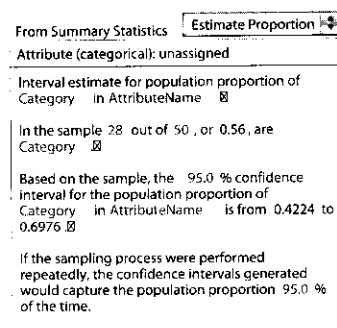 From Summary Statistics Estimate Proportion
Attribute (categorical): unassigned
Interval estimate for population proportion of
Category in AttributeName
In the sample 28 out of 50 , or 0.56, are
Category
Based on the sample, the 95.0 % confidence
interval for the population proportion of
Category in AttributeName is from 0.4224 to
0.6976 .
If the sampling process were performed
repeatedly, the confidence intervals generated
would capture the population proportion 95.0 %
of the time.